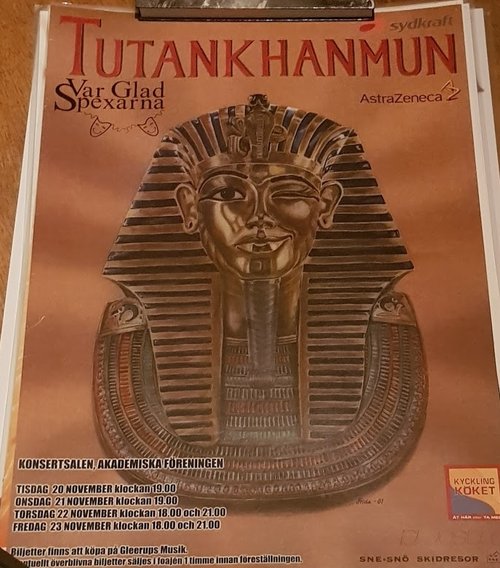 sydkraft
TUTANKHANMUN
Var Glad
Spexarna
AstraZeneca
KONSERTSALEN, AKADEMISKA FÖRENINGEN
TISDAG 20 NOVEMBER klockan 19.00
ONSDAG 21 NOVEMBER klockan 19.00
TORSDAG 22 NOVEMBER klockan 18.00 och 21.00
FREDAG 23 NOVEMBER klockan 18.00 och 21.00
KYCKLING
KÖKET
ÄT HÄR
Biljetter finns att köpa på Gleerups Musik.
överblivna biljetter säljes i foajén 1 timme innan föreställningen.
SNE-SNÖ SKIDRESOR